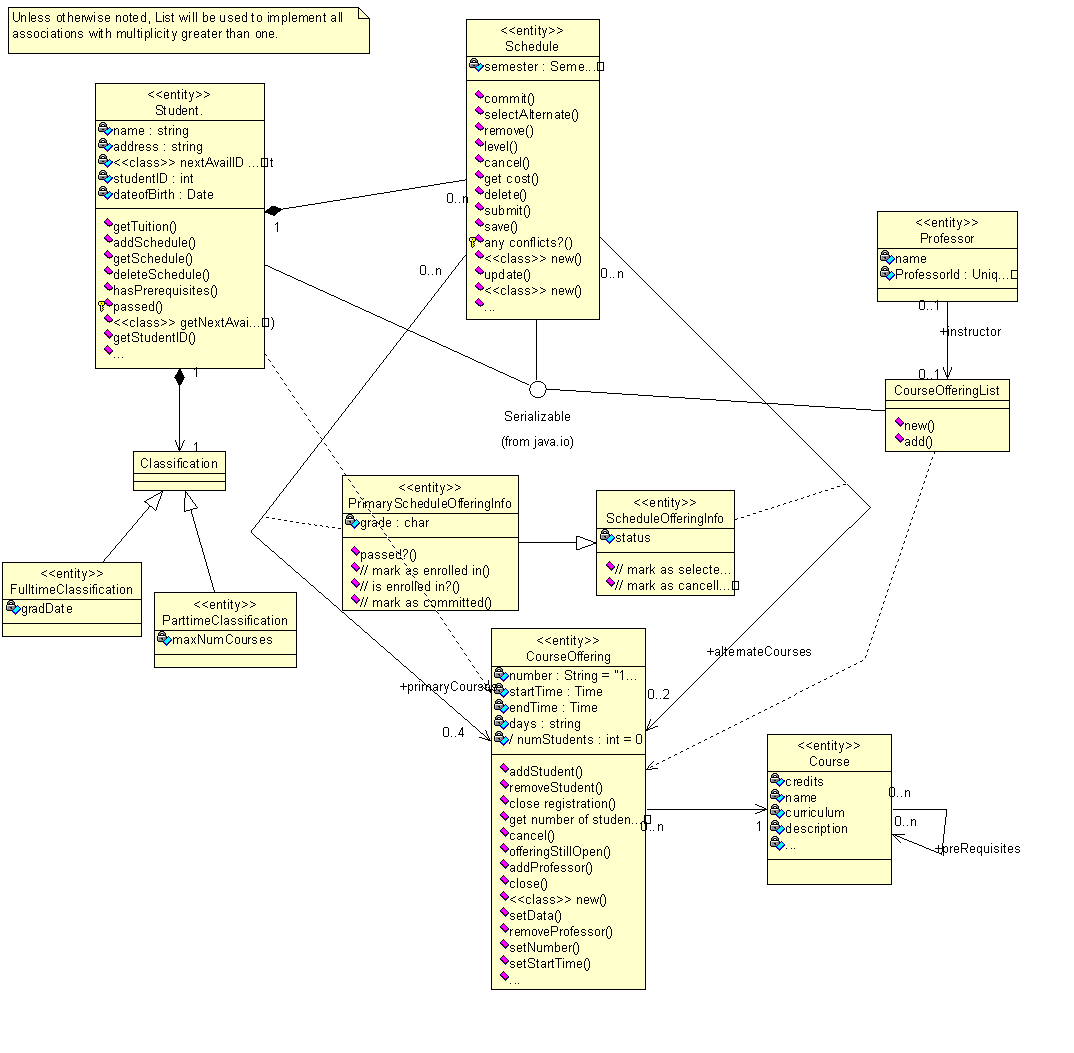 Unless otherwise noted, List will be used to implement all
associations with multiplicity greater than one.
<<entity>>
Schedule
semester : Seme...
commit()
selectAlternate()
remove()
level()
cancel()
get cost()
delete()
submit()
save()
any conflicts?()
<<class>> new()
update()
<<class>> new()
...
<<entity>>
Student.
name : string
address : string
<<class>> nextAvailID ...t
studentID : int
dateofBirth : Date
getTuition()
addSchedule()
getSchedule()
deleteSchedule()
hasPrerequisites()
passed()
<<class>> getNextAvai...)
getStudentID()
...
0..n
1
0..n
0..n
<<entity>>
Professor
name
ProfessorId : Uniq...
0..1
+instructor
0..1
CourseOfferingList
new()
add()
Serializable
(from java.io)
1
1
Classification
<<entity>>
FulltimeClassification
gradDate
<<entity>>
ParttimeClassification
maxNumCourses
<<entity>>
PrimaryScheduleOfferingInfo
grade : char
passed?()
// mark as enrolled in()
// is enrolled in?()
// mark as committed()
<<entity>>
ScheduleOfferingInfo
status
// mark as selecte...
// mark as cancell...
+primaryCourses
0..4
+alternateCourses
0..2
<<entity>>
CourseOffering
number : String = "1...
startTime : Time
endTime : Time
days : string
/ numStudents : int = 0
addStudent()
removeStudent()
close registration()
get number of studen...
cancel()
offeringStillOpen()
addProfessor()
close()
<<class>> new()
setData()
removeProfessor()
setNumber()
setStartTime()
...
0..n
1
<<entity>>
Course
credits
name
curriculum
description
...
0..n
0..n
+preRequisites